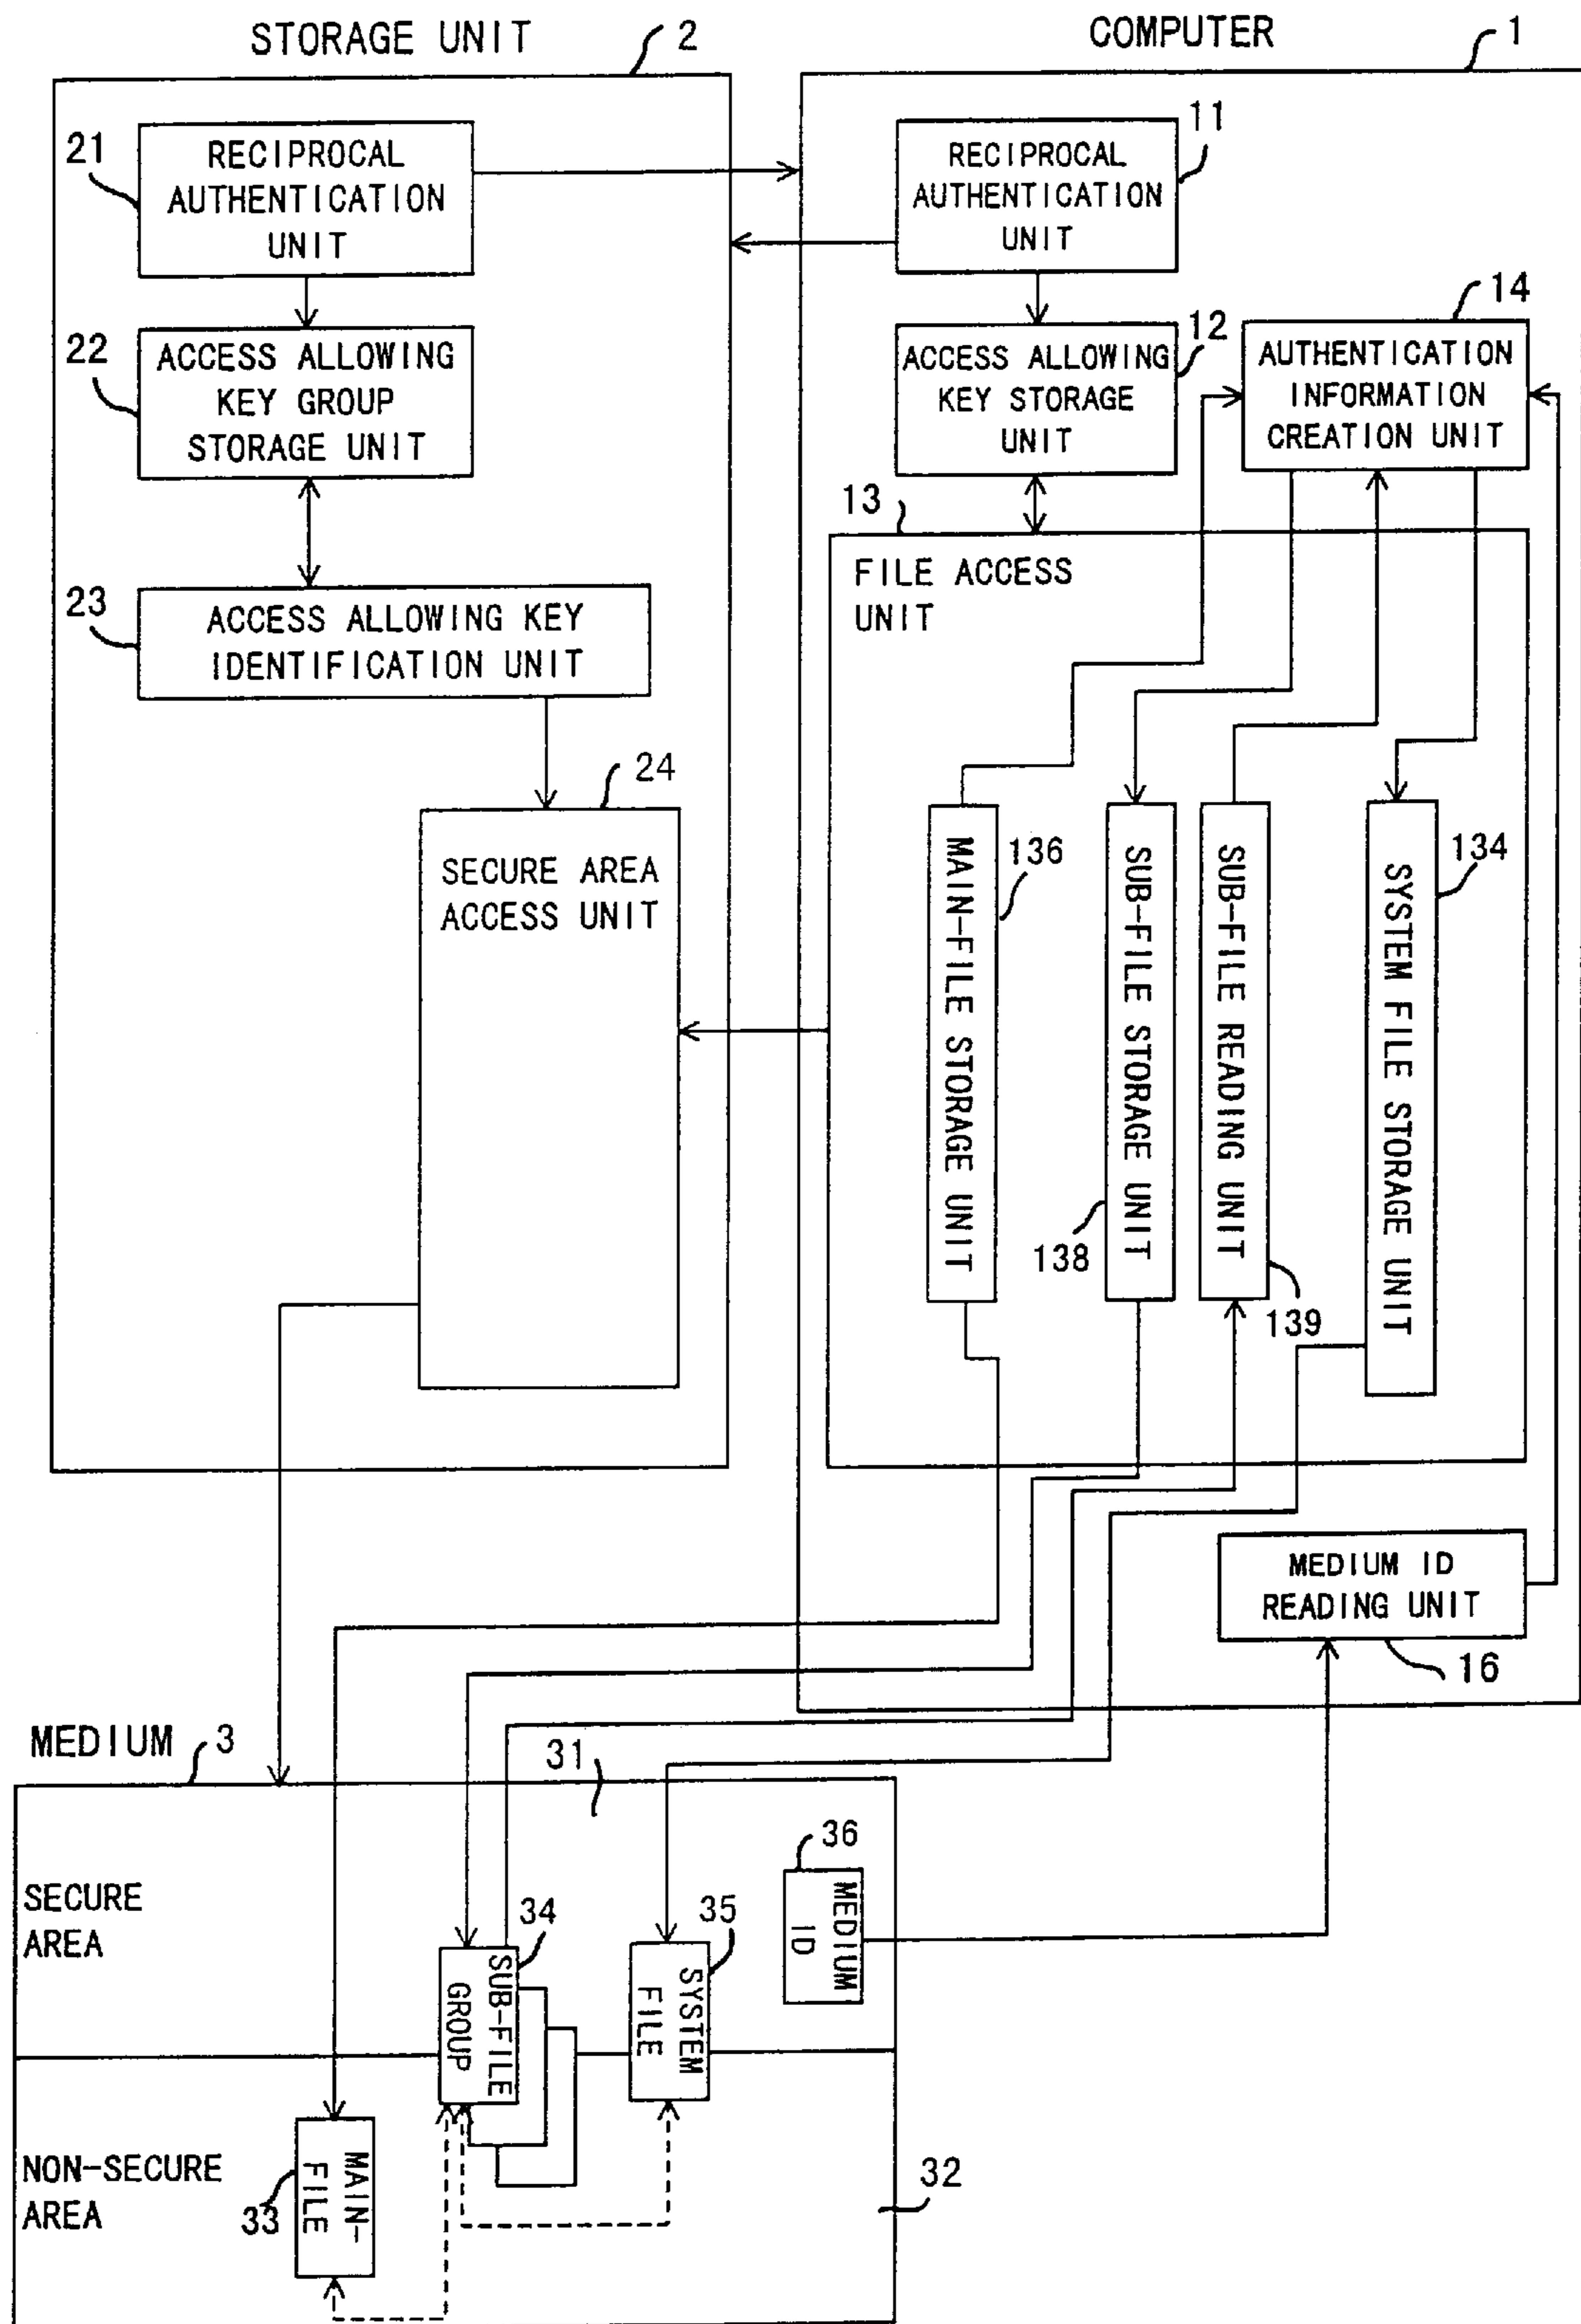 STORAGE UNIT
2
COMPUTER
1
21
RECIPROCAL
AUTHENTICATION
UNIT
11
RECIPROCAL
AUTHENTICATION
UNIT
22
ACCESS ALLOWING
KEY GROUP
STORAGE UNIT
12
ACCESS ALLOWING
KEY STORAGE
UNIT
14
AUTHENTICATION
INFORMATION
CREATION UNIT
23
ACCESS ALLOWING KEY
IDENTIFICATION UNIT
13
FILE ACCESS
UNIT
24
SECURE AREA
ACCESS UNIT
MAIN-FILE STORAGE UNIT
136
SUB-FILE STORAGE UNIT
138
SUB-FILE READING UNIT
139
SYSTEM FILE STORAGE UNIT
134
MEDIUM ID
READING UNIT
16
MEDIUM
3
31
SECURE
AREA
34
SUB-FILE
GROUP
35
SYSTEM
FILE
36
MEDIUM
ID
NON-SECURE
AREA
33
MAIN-
FILE
32